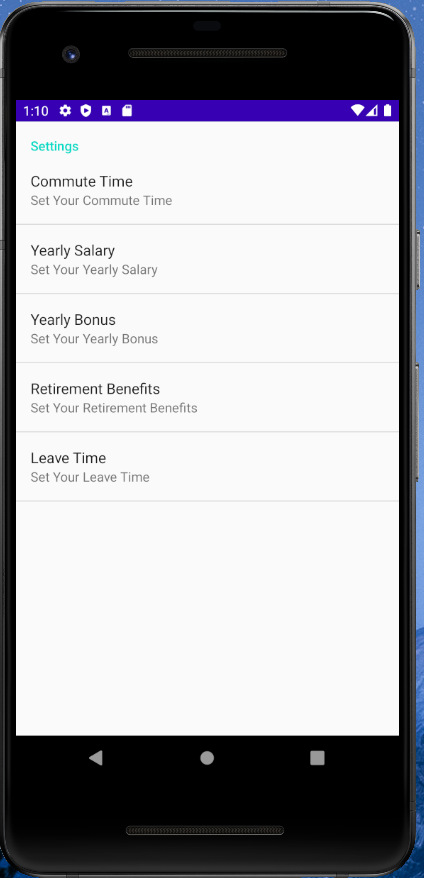 1:10
Settings
Commute Time
Set Your Commute Time
Yearly Salary
Set Your Yearly Salary
Yearly Bonus
Set Your Yearly Bonus
Retirement Benefits
Set Your Retirement Benefits
Leave Time
Set Your Leave Time